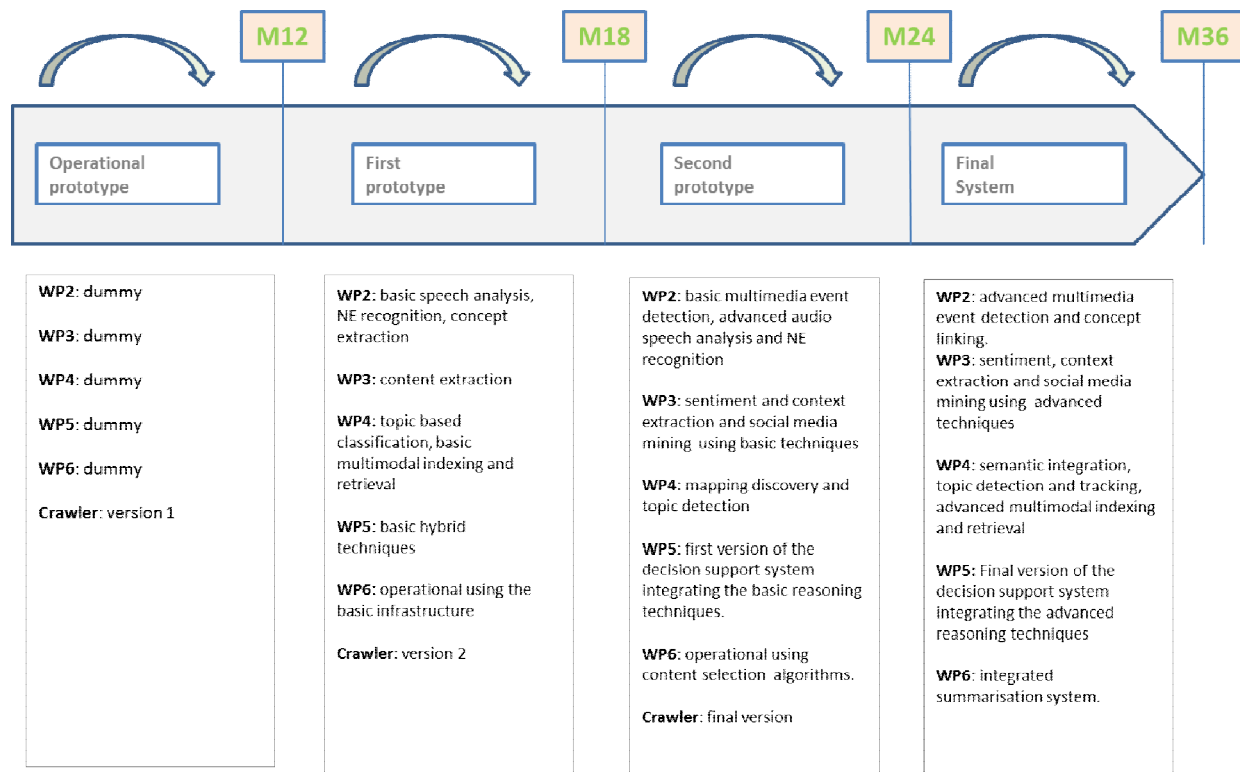 M12
M18
M24
M36
Operational
prototype
First
prototype
Second
prototype
Final
System
WP2: dummy
WP3: dummy
WP4: dummy
WP5: dummy
WP6: dummy
Crawler: version 1
WP2: basic speech analysis,
NE recognition, concept
extraction
WP3: content extraction
WP4: topic based
classification, basic
multimodal indexing and
retrieval
WP5: basic hybrid
techniques
WP6: operational using the
basic infrastructure
Crawler: version 2
WP2: basic multimedia event
detection, advanced audio
speech analysis and NE
recognition
WP3: sentiment and context
extraction and social media
mining using basic techniques
WP4: mapping discovery and
topic detection
WP5: first version of the
decision support system
integrating the basic reasoning
techniques.
WP6: operational using
content selection algorithms.
Crawler: final version
WP2: advanced multimedia
event detection and concept
linking.
WP3: sentiment, context
extraction and social media
mining using advanced
techniques
WP4: semantic integration,
topic detection and tracking,
advanced multimodal indexing
and retrieval
WP5: Final version of the
decision support system
integrating the advanced
reasoning techniques
WP6: integrated
summarisation system.